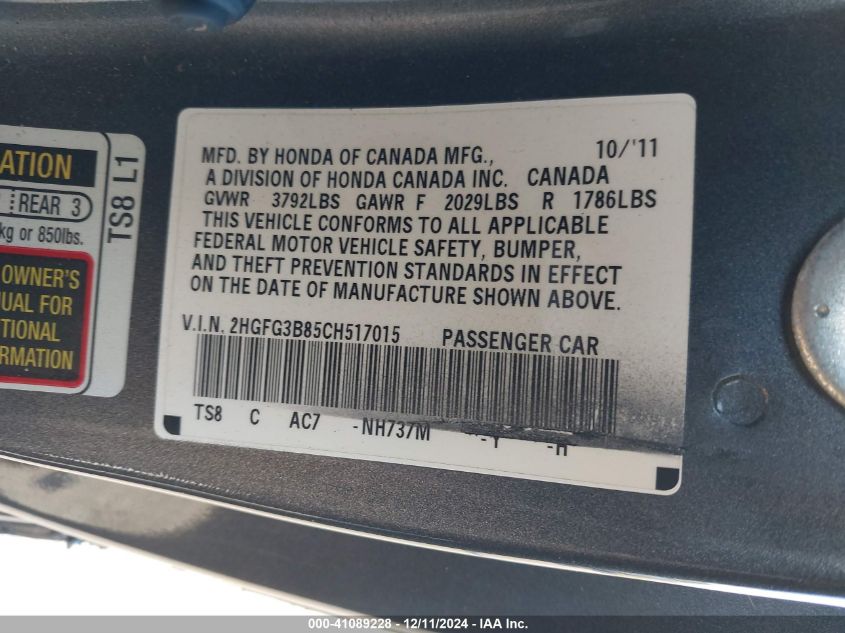 ATION
REAR 3
kg or 850lbs.
OWNER'S
UAL FOR
TIONAL
RMATION
TS8 L1
MFD. BY HONDA OF CANADA MFG., 10/'11
A DIVISION OF HONDA CANADA INC. CANADA
GVWR 3792LBS GAWR F 2029LBS R 1786LBS
THIS VEHICLE CONFORMS TO ALL APPLICABLE
FEDERAL MOTOR VEHICLE SAFETY, BUMPER,
AND THEFT PREVENTION STANDARDS IN EFFECT
ON THE DATE OF MANUFACTURE SHOWN ABOVE.
V.I.N. 2HGFG3B85CH517015 PASSENGER CAR
TS8 C AC7 -NH737M -Y -H
000-41089228 - 12/11/2024 - IAA Inc.